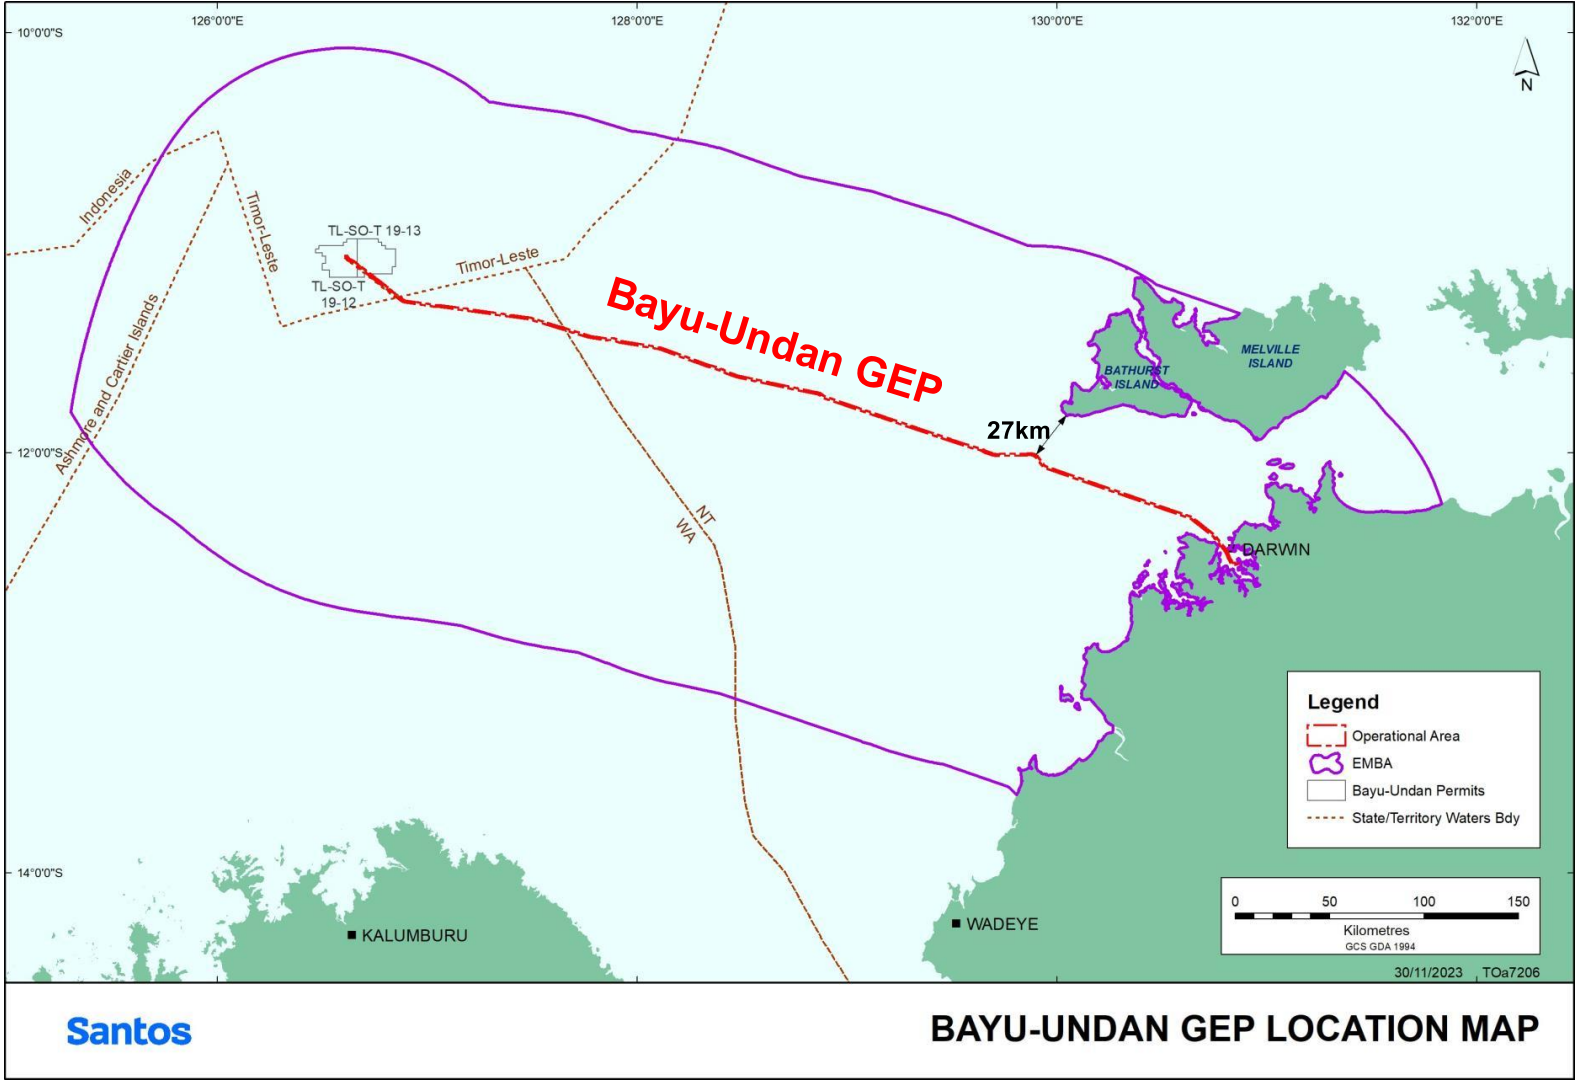 126°0'0"E
128°0'0"E
130°0'0"E
132°0'0"E
10°0'0"S
N
Indonesia
Timor-Leste
TL-SO-T 19-13
TL-SO-T
19-12
Timor-Leste
Bayu-Undan GEP
Ashmore and Cartier Islands
MELVILLE
ISLAND
BATHURST
ISLAND
27km
12°0'0"S
NT
WA
DARWIN
Legend
Operational Area
EMBA
Bayu-Undan Permits
State/Territory Waters Bdy
14°0'0"S
KALUMBURU
WADEYE
0 50 100 150
Kilometres
GCS GDA 1994
30/11/2023 TOa7206
Santos
BAYU-UNDAN GEP LOCATION MAP